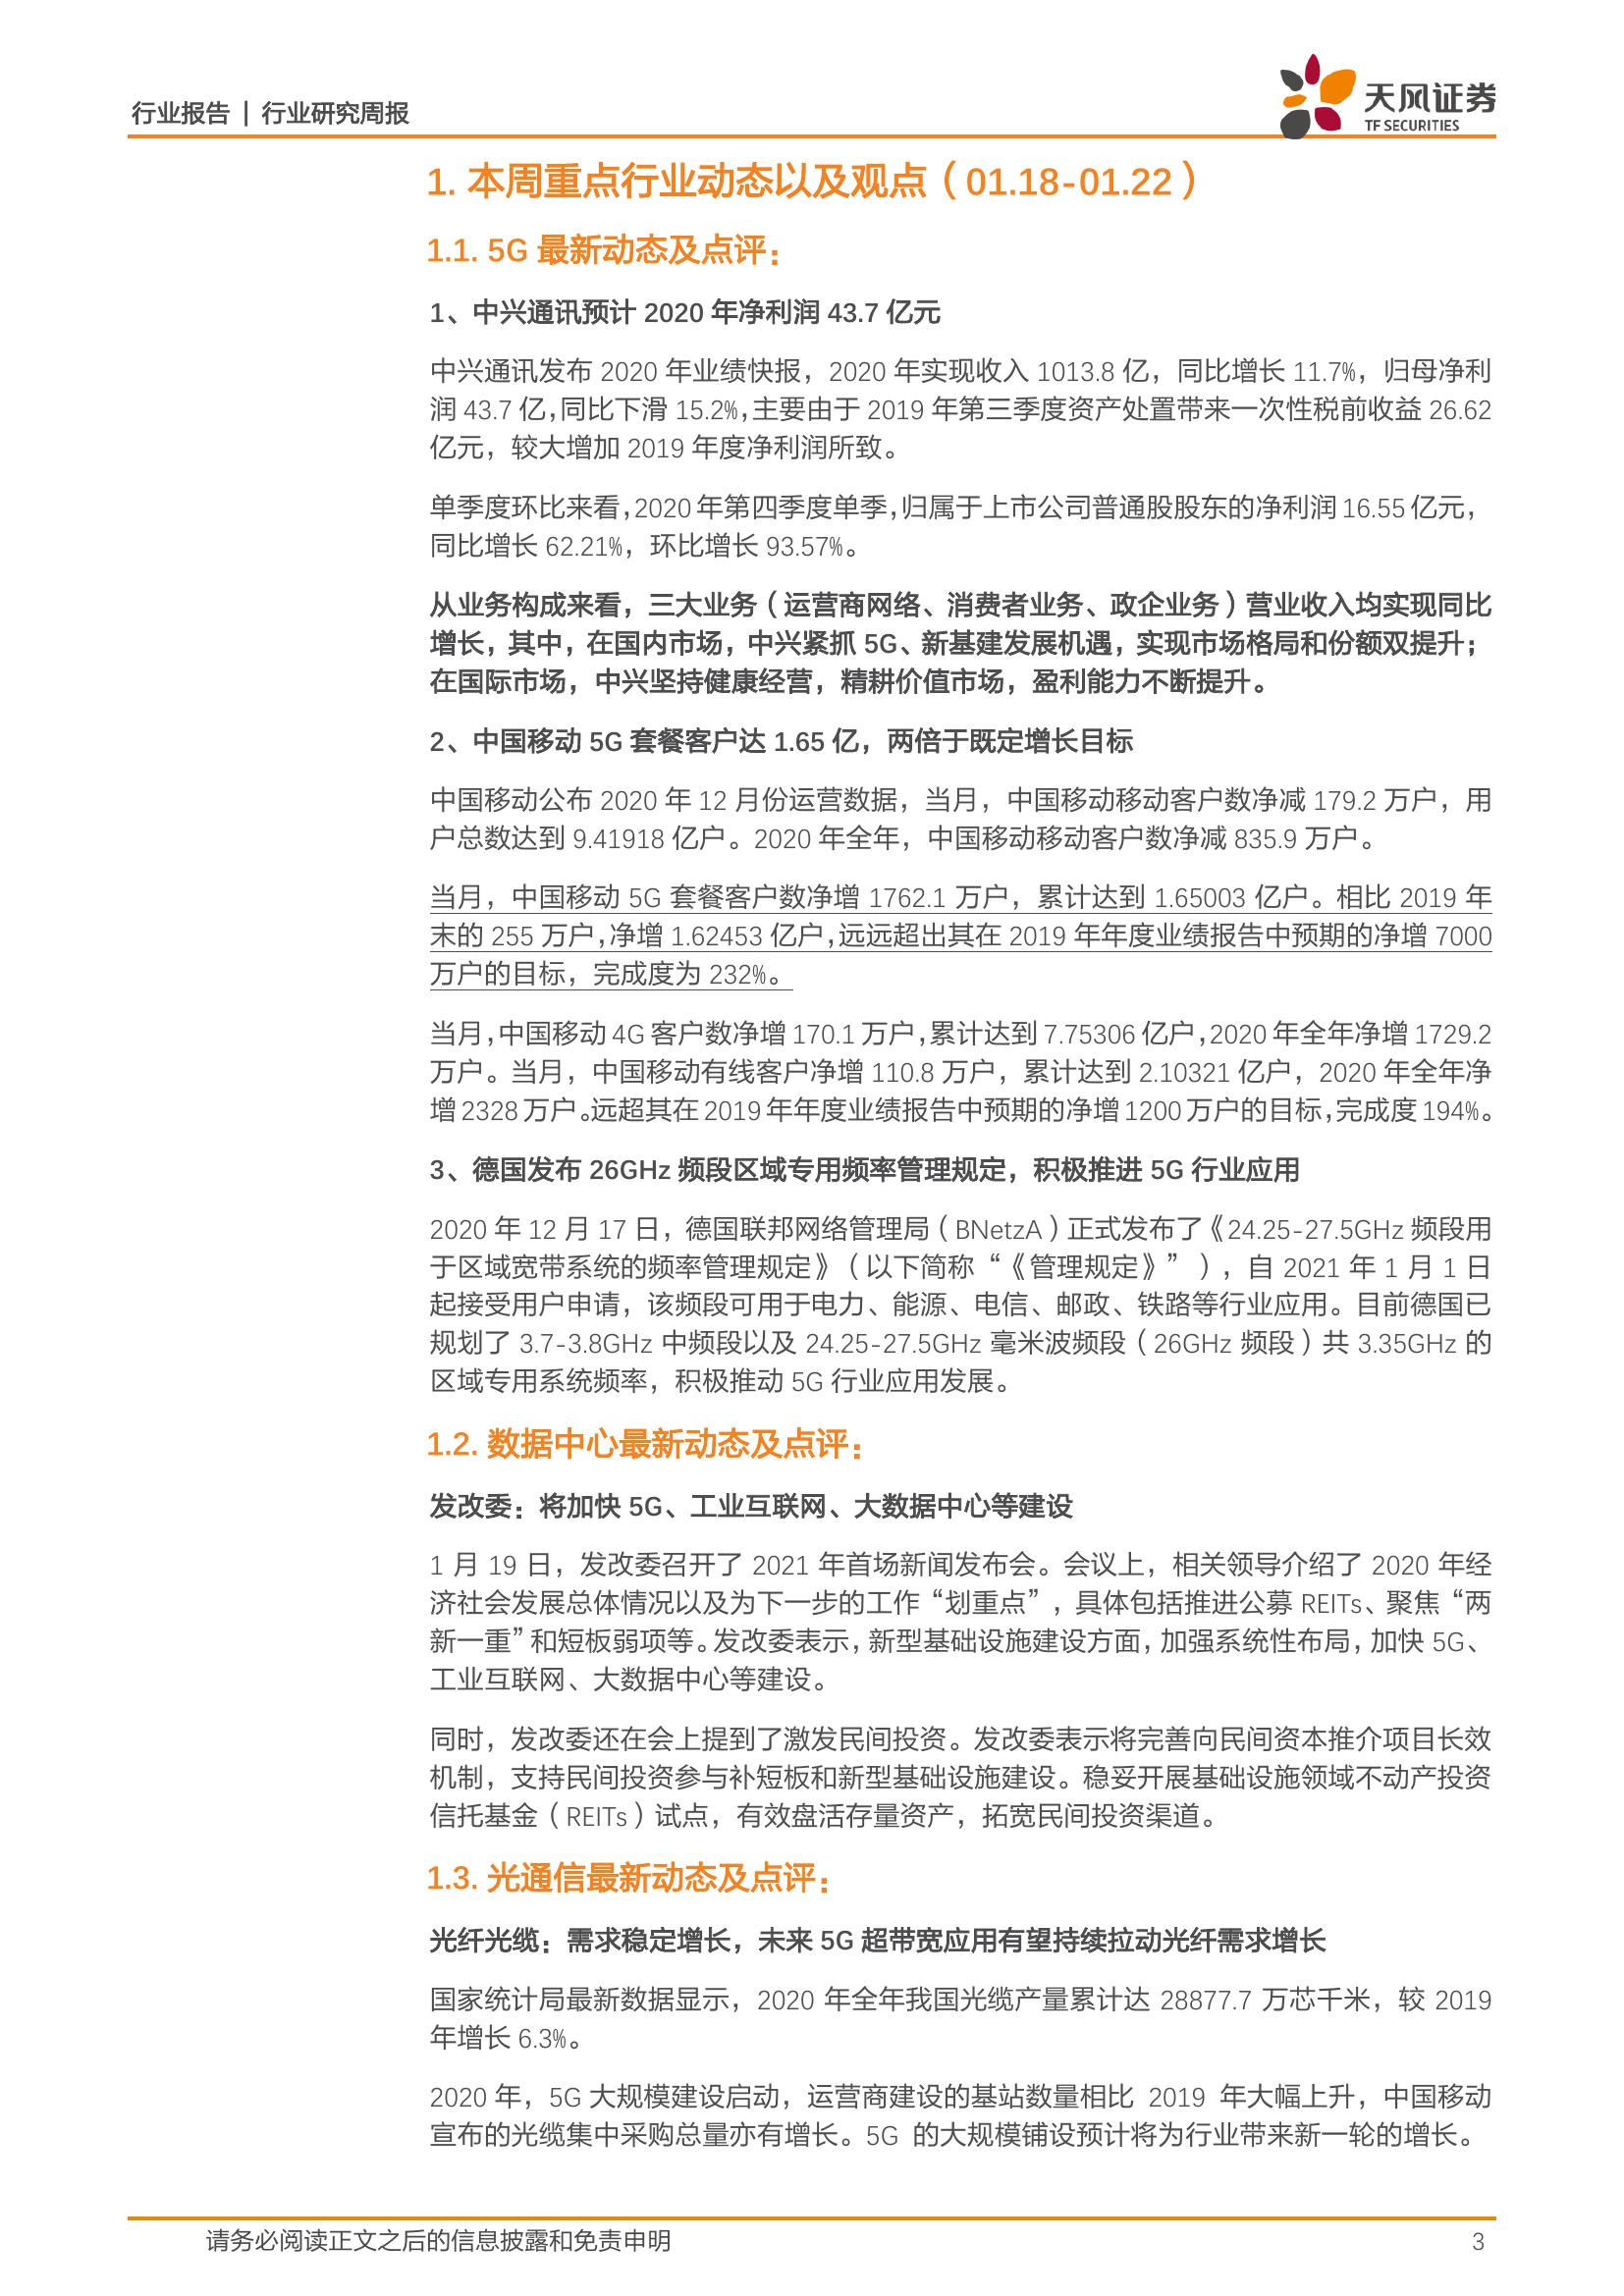 行业报告 | 行业研究周报
天风证券
TF SECURITIES
1. 本周重点行业动态以及观点（01.18-01.22）
1.1. 5G 最新动态及点评：
1、中兴通讯预计 2020 年净利润 43.7 亿元
中兴通讯发布 2020 年业绩快报，2020 年实现收入 1013.8 亿，同比增长 11.7%，归母净利
润 43.7 亿，同比下滑 15.2%，主要由于 2019 年第三季度资产处置带来一次性税前收益 26.62
亿元，较大增加 2019 年度净利润所致。
单季度环比来看，2020 年第四季度单季，归属于上市公司普通股股东的净利润 16.55 亿元，
同比增长 62.21%，环比增长 93.57%。
从业务构成来看，三大业务（运营商网络、消费者业务、政企业务）营业收入均实现同比
增长，其中，在国内市场，中兴紧抓 5G、新基建发展机遇，实现市场格局和份额双提升；
在国际市场，中兴坚持健康经营，精耕价值市场，盈利能力不断提升。
2、中国移动 5G 套餐客户达 1.65 亿，两倍于既定增长目标
中国移动公布 2020 年 12 月份运营数据，当月，中国移动移动客户数净减 179.2 万户，用
户总数达到 9.41918 亿户。2020 年全年，中国移动移动客户数净减 835.9 万户。
当月，中国移动 5G 套餐客户数净增 1762.1 万户，累计达到 1.65003 亿户。相比 2019 年
末的 255 万户，净增 1.62453 亿户，远远超出其在 2019 年年度业绩报告中预期的净增 7000
万户的目标，完成度为 232%。
当月，中国移动 4G 客户数净增 170.1 万户，累计达到 7.75306 亿户，2020 年全年净增 1729.2
万户。当月，中国移动有线客户净增 110.8 万户，累计达到 2.10321 亿户，2020 年全年净
增 2328 万户。远超其在 2019 年年度业绩报告中预期的净增 1200 万户的目标，完成度 194%。
3、德国发布 26GHz 频段区域专用频率管理规定，积极推进 5G 行业应用
2020 年 12 月 17 日，德国联邦网络管理局（BNetzA）正式发布了《24.25-27.5GHz 频段用
于区域宽带系统的频率管理规定》（以下简称“《管理规定》”），自 2021 年 1 月 1 日
起接受用户申请，该频段可用于电力、能源、电信、邮政、铁路等行业应用。目前德国已
规划了 3.7-3.8GHz 中频段以及 24.25-27.5GHz 毫米波频段（26GHz 频段）共 3.35GHz 的
区域专用系统频率，积极推动 5G 行业应用发展。
1.2. 数据中心最新动态及点评：
发改委：将加快 5G、工业互联网、大数据中心等建设
1 月 19 日，发改委召开了 2021 年首场新闻发布会。会议上，相关领导介绍了 2020 年经
济社会发展总体情况以及为下一步的工作“划重点”，具体包括推进公募 REITs、聚焦“两
新一重”和短板弱项等。发改委表示，新型基础设施建设方面，加强系统性布局，加快 5G、
工业互联网、大数据中心等建设。
同时，发改委还在会上提到了激发民间投资。发改委表示将完善向民间资本推介项目长效
机制，支持民间投资参与补短板和新型基础设施建设。稳妥开展基础设施领域不动产投资
信托基金（REITs）试点，有效盘活存量资产，拓宽民间投资渠道。
1.3. 光通信最新动态及点评：
光纤光缆：需求稳定增长，未来 5G 超带宽应用有望持续拉动光纤需求增长
国家统计局最新数据显示，2020 年全年我国光缆产量累计达 28877.7 万芯千米，较 2019
年增长 6.3%。
2020 年，5G 大规模建设启动，运营商建设的基站数量相比 2019 年大幅上升，中国移动
宣布的光缆集中采购总量亦有增长。5G 的大规模铺设预计将为行业带来新一轮的增长。
请务必阅读正文之后的信息披露和免责申明
3